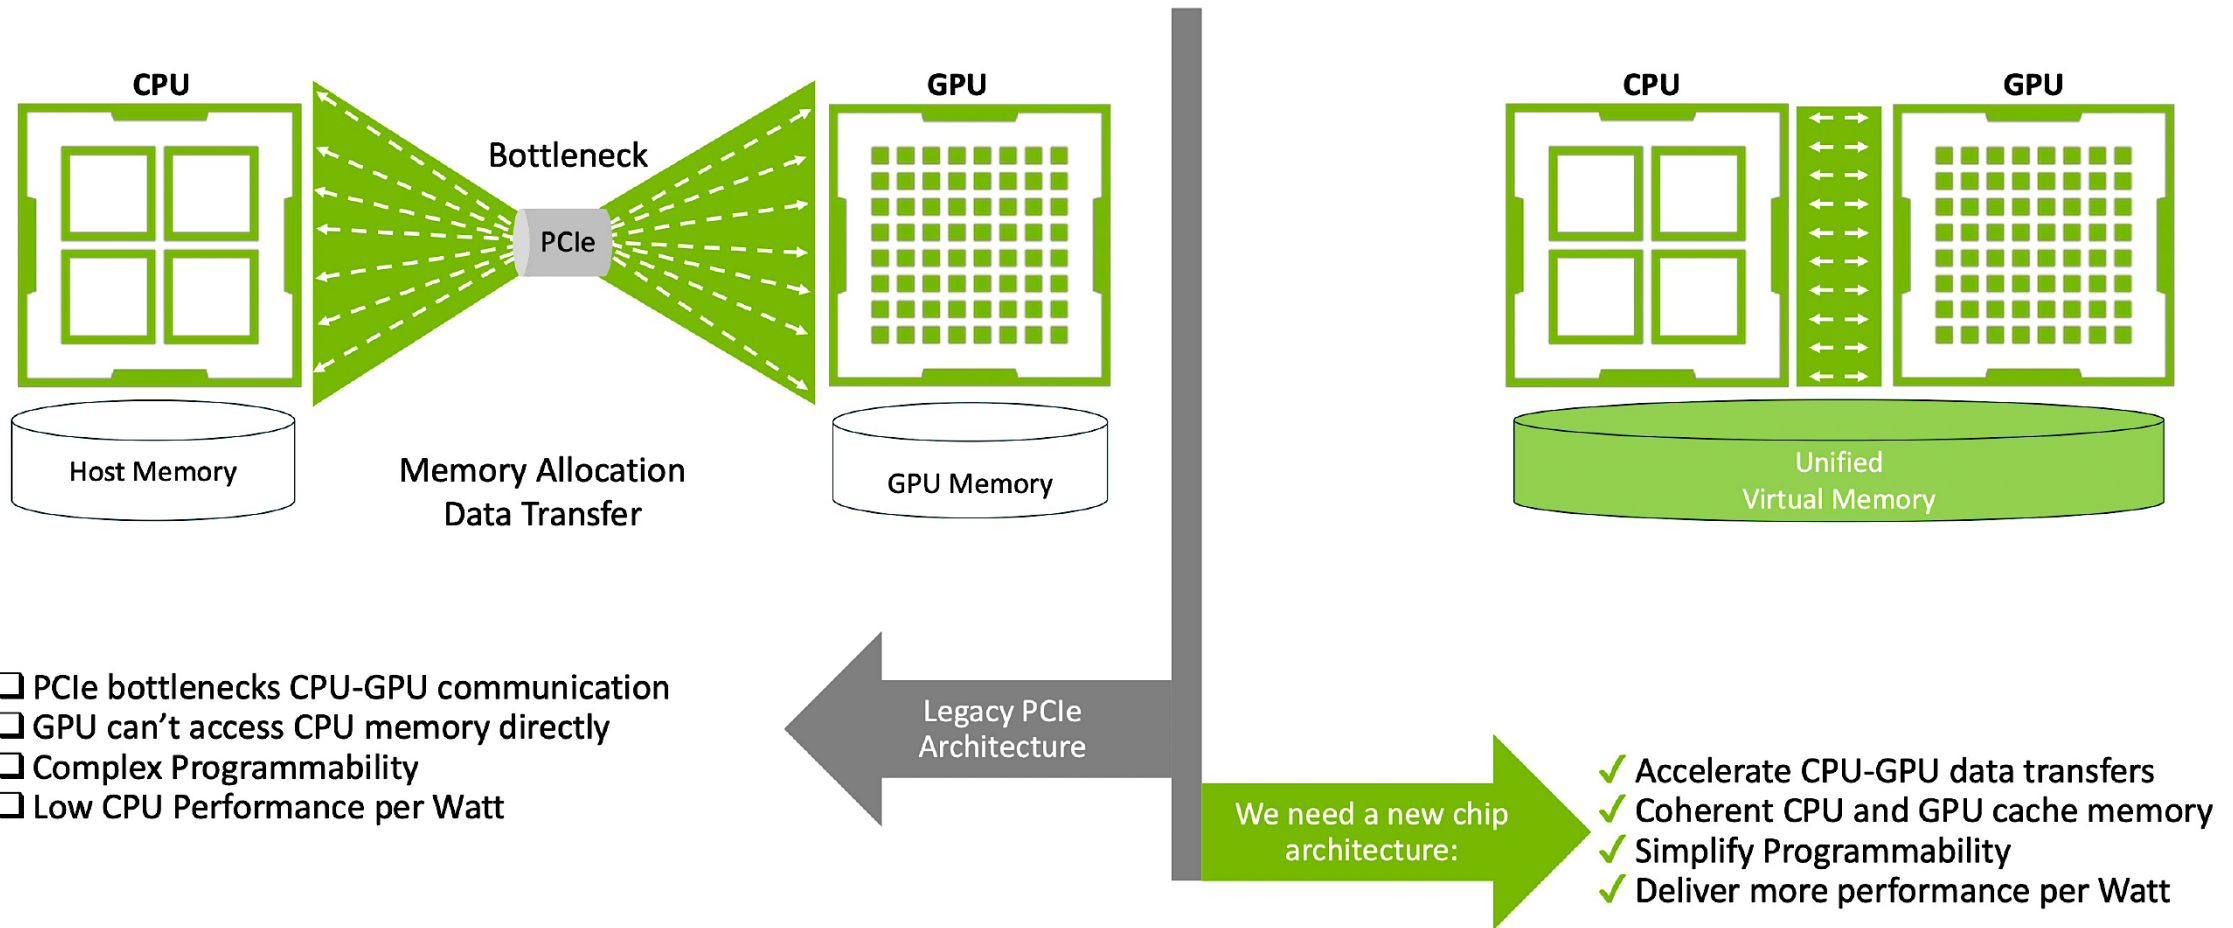 CPU
GPU
Bottleneck
PCIe
Host Memory
Memory Allocation
Data Transfer
GPU Memory
❑ PCIe bottlenecks CPU-GPU communication
❑ GPU can’t access CPU memory directly
❑ Complex Programmability
❑ Low CPU Performance per Watt
Legacy PCIe
Architecture
CPU
GPU
Unified
Virtual Memory
We need a new chip
architecture:
✓ Accelerate CPU-GPU data transfers
✓ Coherent CPU and GPU cache memory
✓ Simplify Programmability
✓ Deliver more performance per Watt